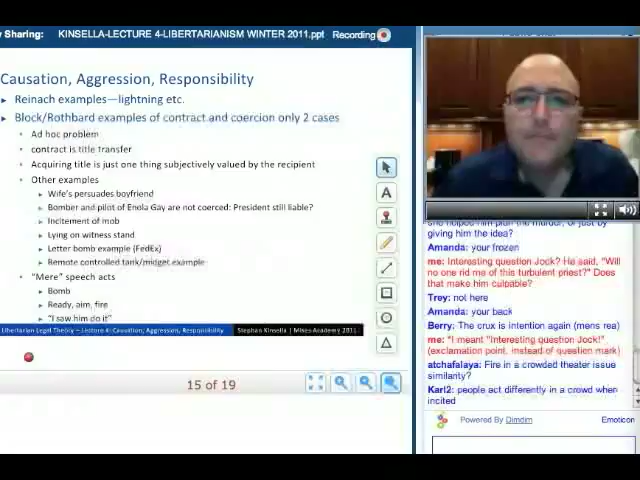 Sharing:
KINSELLA-LECTURE 4-LIBERTARIANISM WINTER 2011.ppt
Recording
Causation, Aggression, Responsibility
Reinach examples—lightning etc.
Block/Rothbard examples of contract and coercion only 2 cases
Ad hoc problem
contract is title transfer
Acquiring title is just one thing subjectively valued by the recipient
Other examples
Wife's persuades boyfriend
Bomber and pilot of Enola Gay are not coerced: President still liable?
Incitement of mob
Lying on witness stand
Letter bomb example (FedEx)
Remote controlled tank/midget example
"Mere" speech acts
Bomb
Ready, aim, fire
"I saw him do it"
Libertarian Legal Theory – Lecture 4: Causation, Aggression, Responsibility
Stephan Kinsella | Mises Academy 2011
15 of 19
she helped him plan the murder, or just by
giving him the idea?
Amanda: your frozen
me: Interesting question Jock? He said, "Will
no one rid me of this turbulent priest?" Does
that make him culpable?
Trey: not here
Amanda: your back
Berry: The crux is intention again (mens rea)
me: "I meant "Interesting question Jock!"
(exclamation point, instead of question mark)
atchafalaya: Fire in a crowded theater issue
similarity?
Karl2: people act differently in a crowd when
incited
Powered By Dimdim
Emoticon